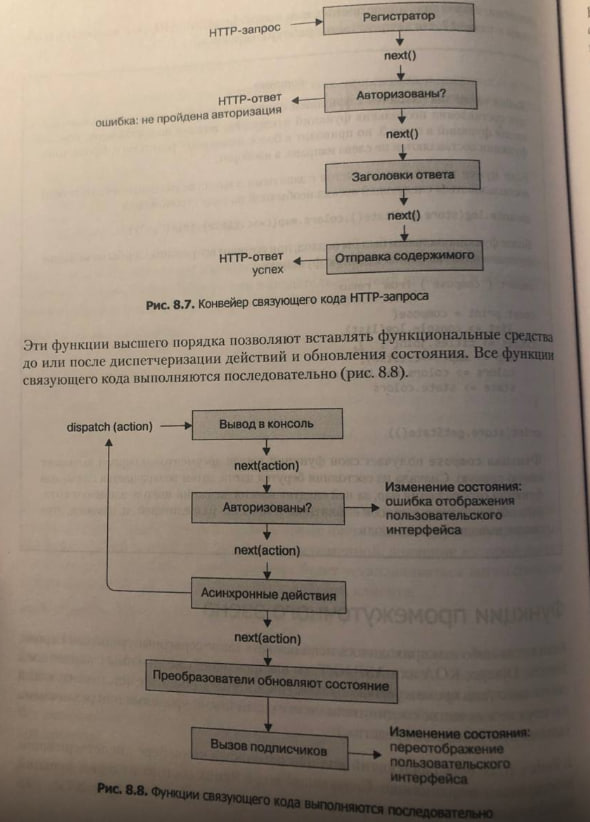 HTTP-запрос
Регистратор
next()
HTTP-ответ
ошибка: не пройдена авторизация
Авторизованы?
next()
Заголовки ответа
next()
HTTP-ответ
успех
Отправка содержимого
Рис. 8.7. Конвейер связующего кода HTTP-запроса
Эти функции высшего порядка позволяют вставлять функциональные средства
до или после диспетчеризации действий и обновления состояния. Все функции
связующего кода выполняются последовательно (рис. 8.8).
dispatch (action)
Вывод в консоль
next(action)
Авторизованы?
Изменение состояния:
ошибка отображения
пользовательского
интерфейса
next(action)
Асинхронные действия
next(action)
Преобразователи обновляют состояние
Вызов подписчиков
Изменение состояния:
переотображение
пользовательского
интерфейса
Рис. 8.8. Функции связующего кода выполняются последовательно